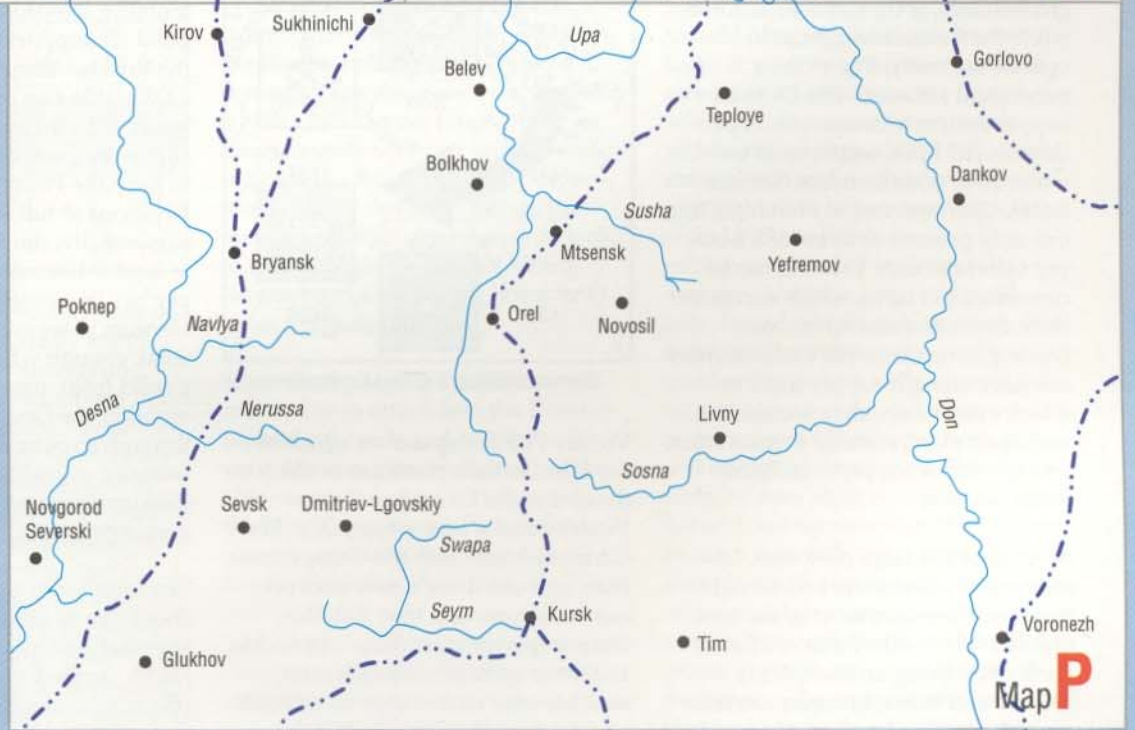 Kirov
Sukhinichi
Upa
Gorlovo
Belev
Teploye
Bolkhov
Dankov
Susha
Mtsensk
Bryansk
Yefremov
Poknep
Navlya
Orel
Novosil
Desna
Nerussa
Livny
Don
Sosna
Novgorod
Severski
Sevsk
Dmitriev-Lgovskiy
Swapa
Seym
Kursk
Voronezh
Tim
Glukhov
Map P